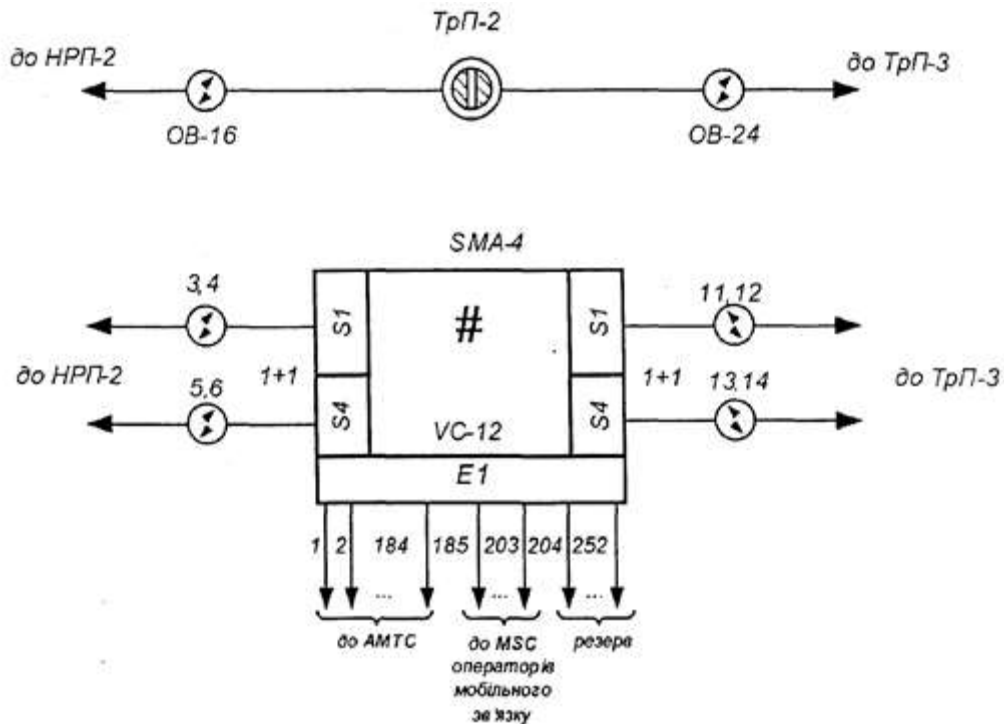 ТрП-2
до НРП-2
до ТрП-3
ОВ-16
ОВ-24
SMA-4
3,4
S1
#
S1
11,12
до НРП-2
1+1
1+1
до ТрП-3
5,6
S4
VC-12
S4
13,14
E1
1 2 184 185 203 204 252
... ... ...
до АМТС
до MSC
операторів
мобільного
зв'язку
резерв